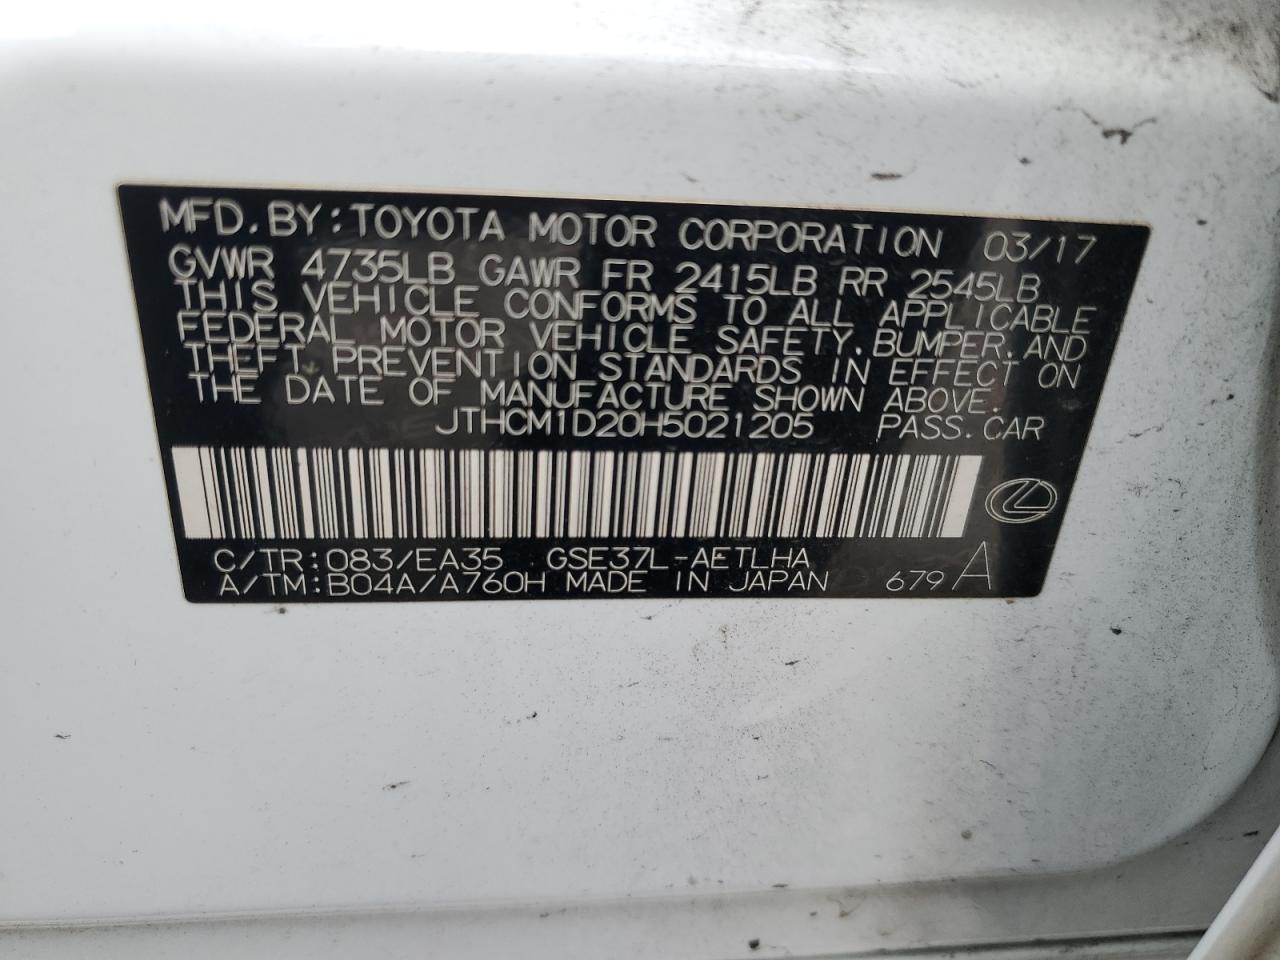 MFD. BY: TOYOTA MOTOR CORPORATION 03/17
GVWR 4735LB GAWR FR 2415LB RR 2545LB
THIS VEHICLE CONFORMS TO ALL APPLICABLE
FEDERAL MOTOR VEHICLE SAFETY, BUMPER, AND
THEFT PREVENTION STANDARDS IN EFFECT ON
THE DATE OF MANUFACTURE SHOWN ABOVE.
JTHCM1D20H5021205 PASS. CAR
C/TR: 083/EA35 GSE37L-AETLHA
A/TM: B04A/A760H MADE IN JAPAN 679 A